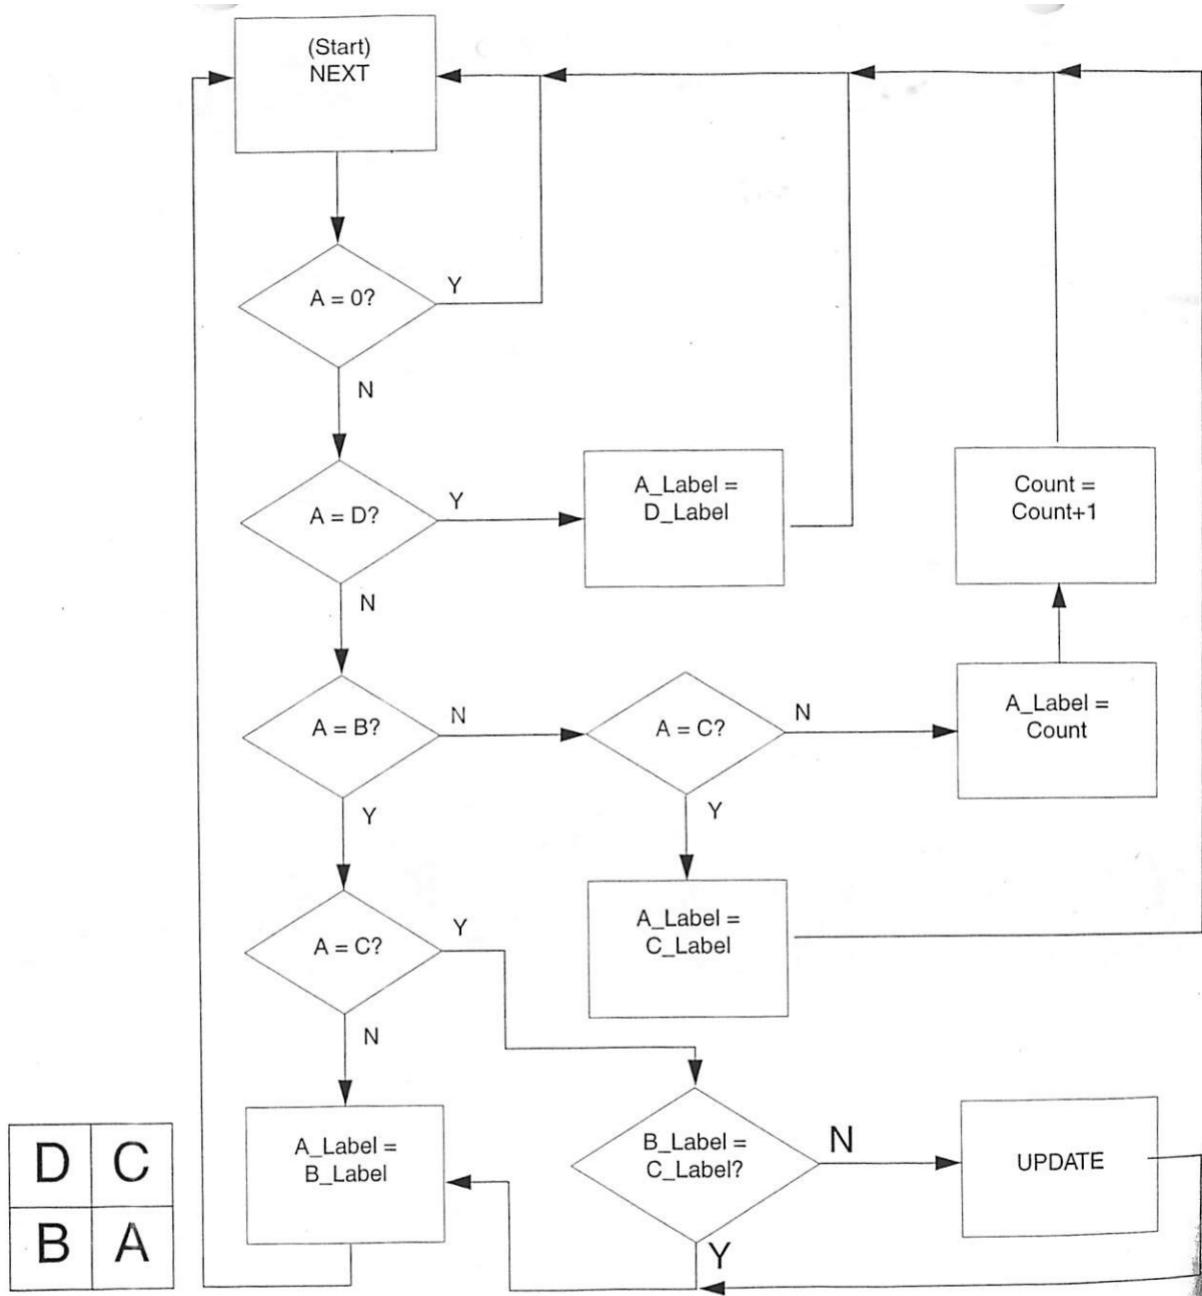 (Start)
NEXT
A = 0?
Y
N
A = D?
Y
A_Label =
D_Label
Count =
Count+1
N
A = B?
N
A = C?
N
A_Label =
Count
Y
Y
A = C?
Y
A_Label =
C_Label
N
A_Label =
B_Label
B_Label =
C_Label?
N
UPDATE
Y
D C
B A